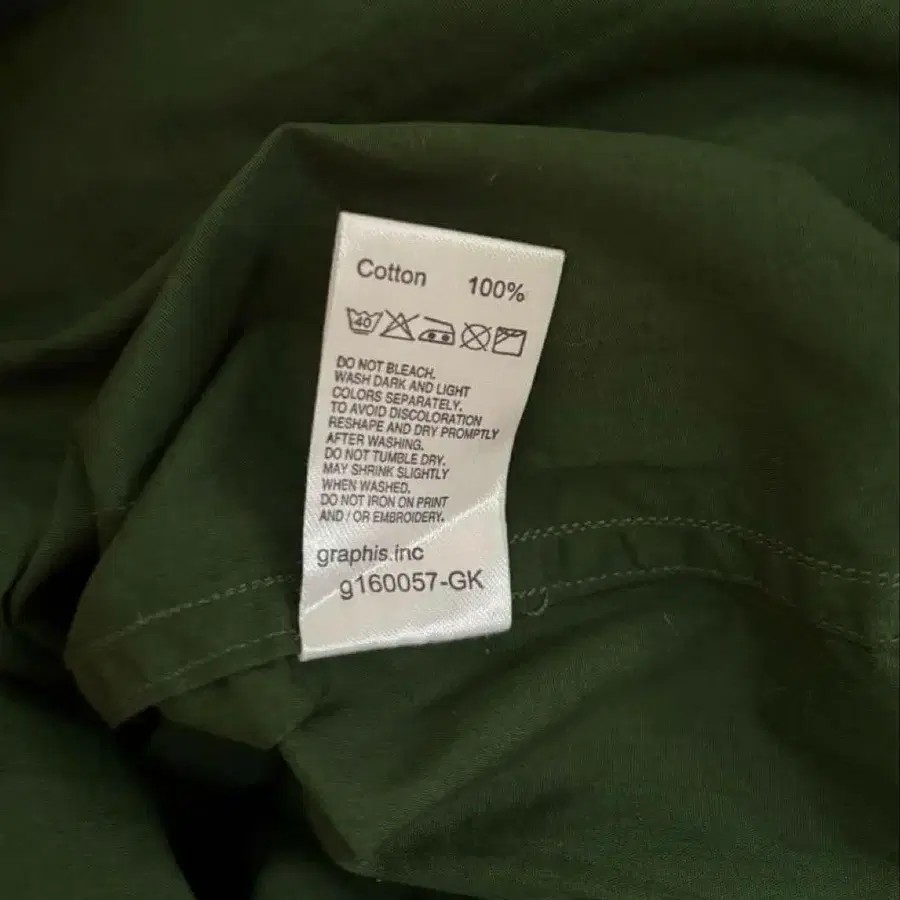 Cotton 100%
40
DO NOT BLEACH.
WASH DARK AND LIGHT
COLORS SEPARATELY.
TO AVOID DISCOLORATION
RESHAPE AND DRY PROMPTLY
AFTER WASHING.
DO NOT TUMBLE DRY.
MAY SHRINK SLIGHTLY
WHEN WASHED.
DO NOT IRON ON PRINT
AND / OR EMBROIDERY.
graphis.inc
g160057-GK